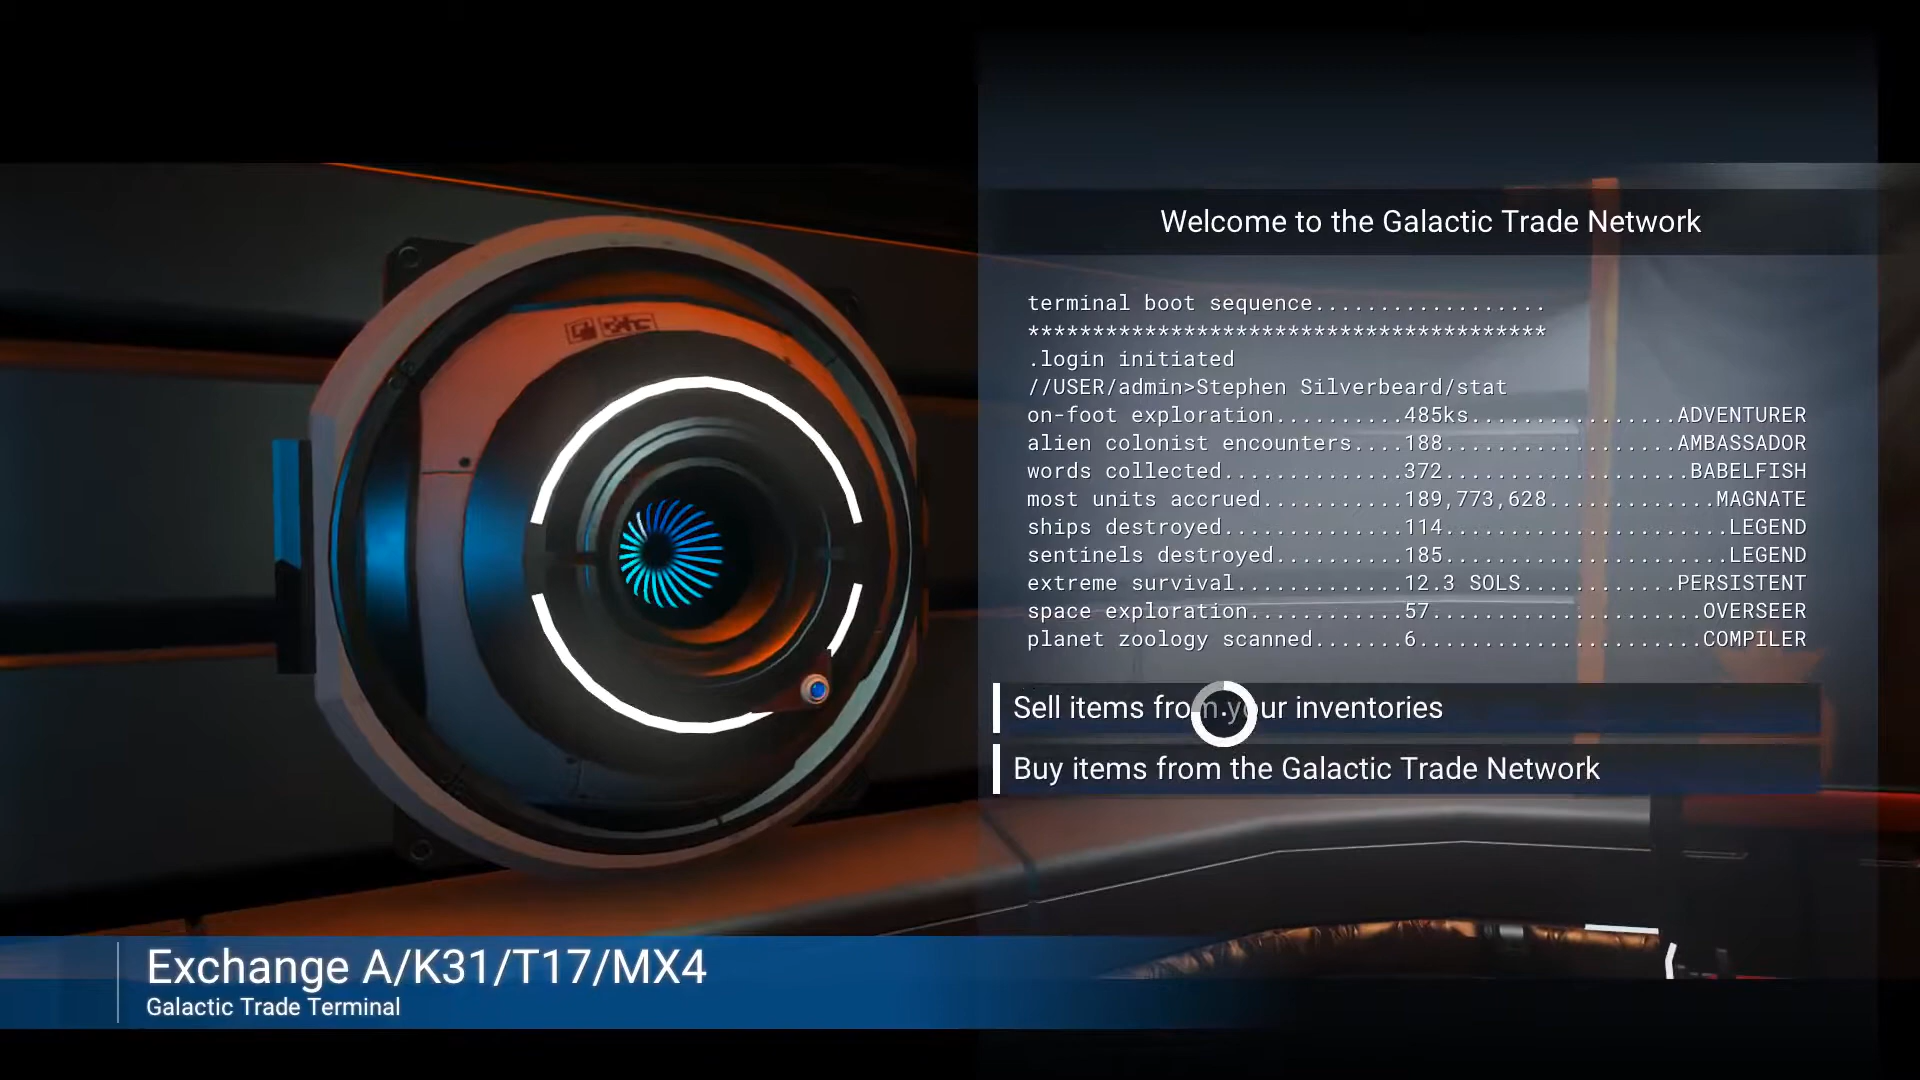 Welcome to the Galactic Trade Network
terminal boot sequence..................
****************************************
.login initiated
//USER/admin>Stephen Silverbeard/stat
on-foot exploration..........485ks................ADVENTURER
alien colonist encounters....188..................AMBASSADOR
words collected..............372...................BABELFISH
most units accrued...........189,773,628.............MAGNATE
ships destroyed..............114......................LEGEND
sentinels destroyed..........185......................LEGEND
extreme survival.............12.3 SOLS............PERSISTENT
space exploration............57.....................OVERSEER
planet zoology scanned.......6......................COMPILER
Sell items from your inventories
Buy items from the Galactic Trade Network
Exchange A/K31/T17/MX4
Galactic Trade Terminal